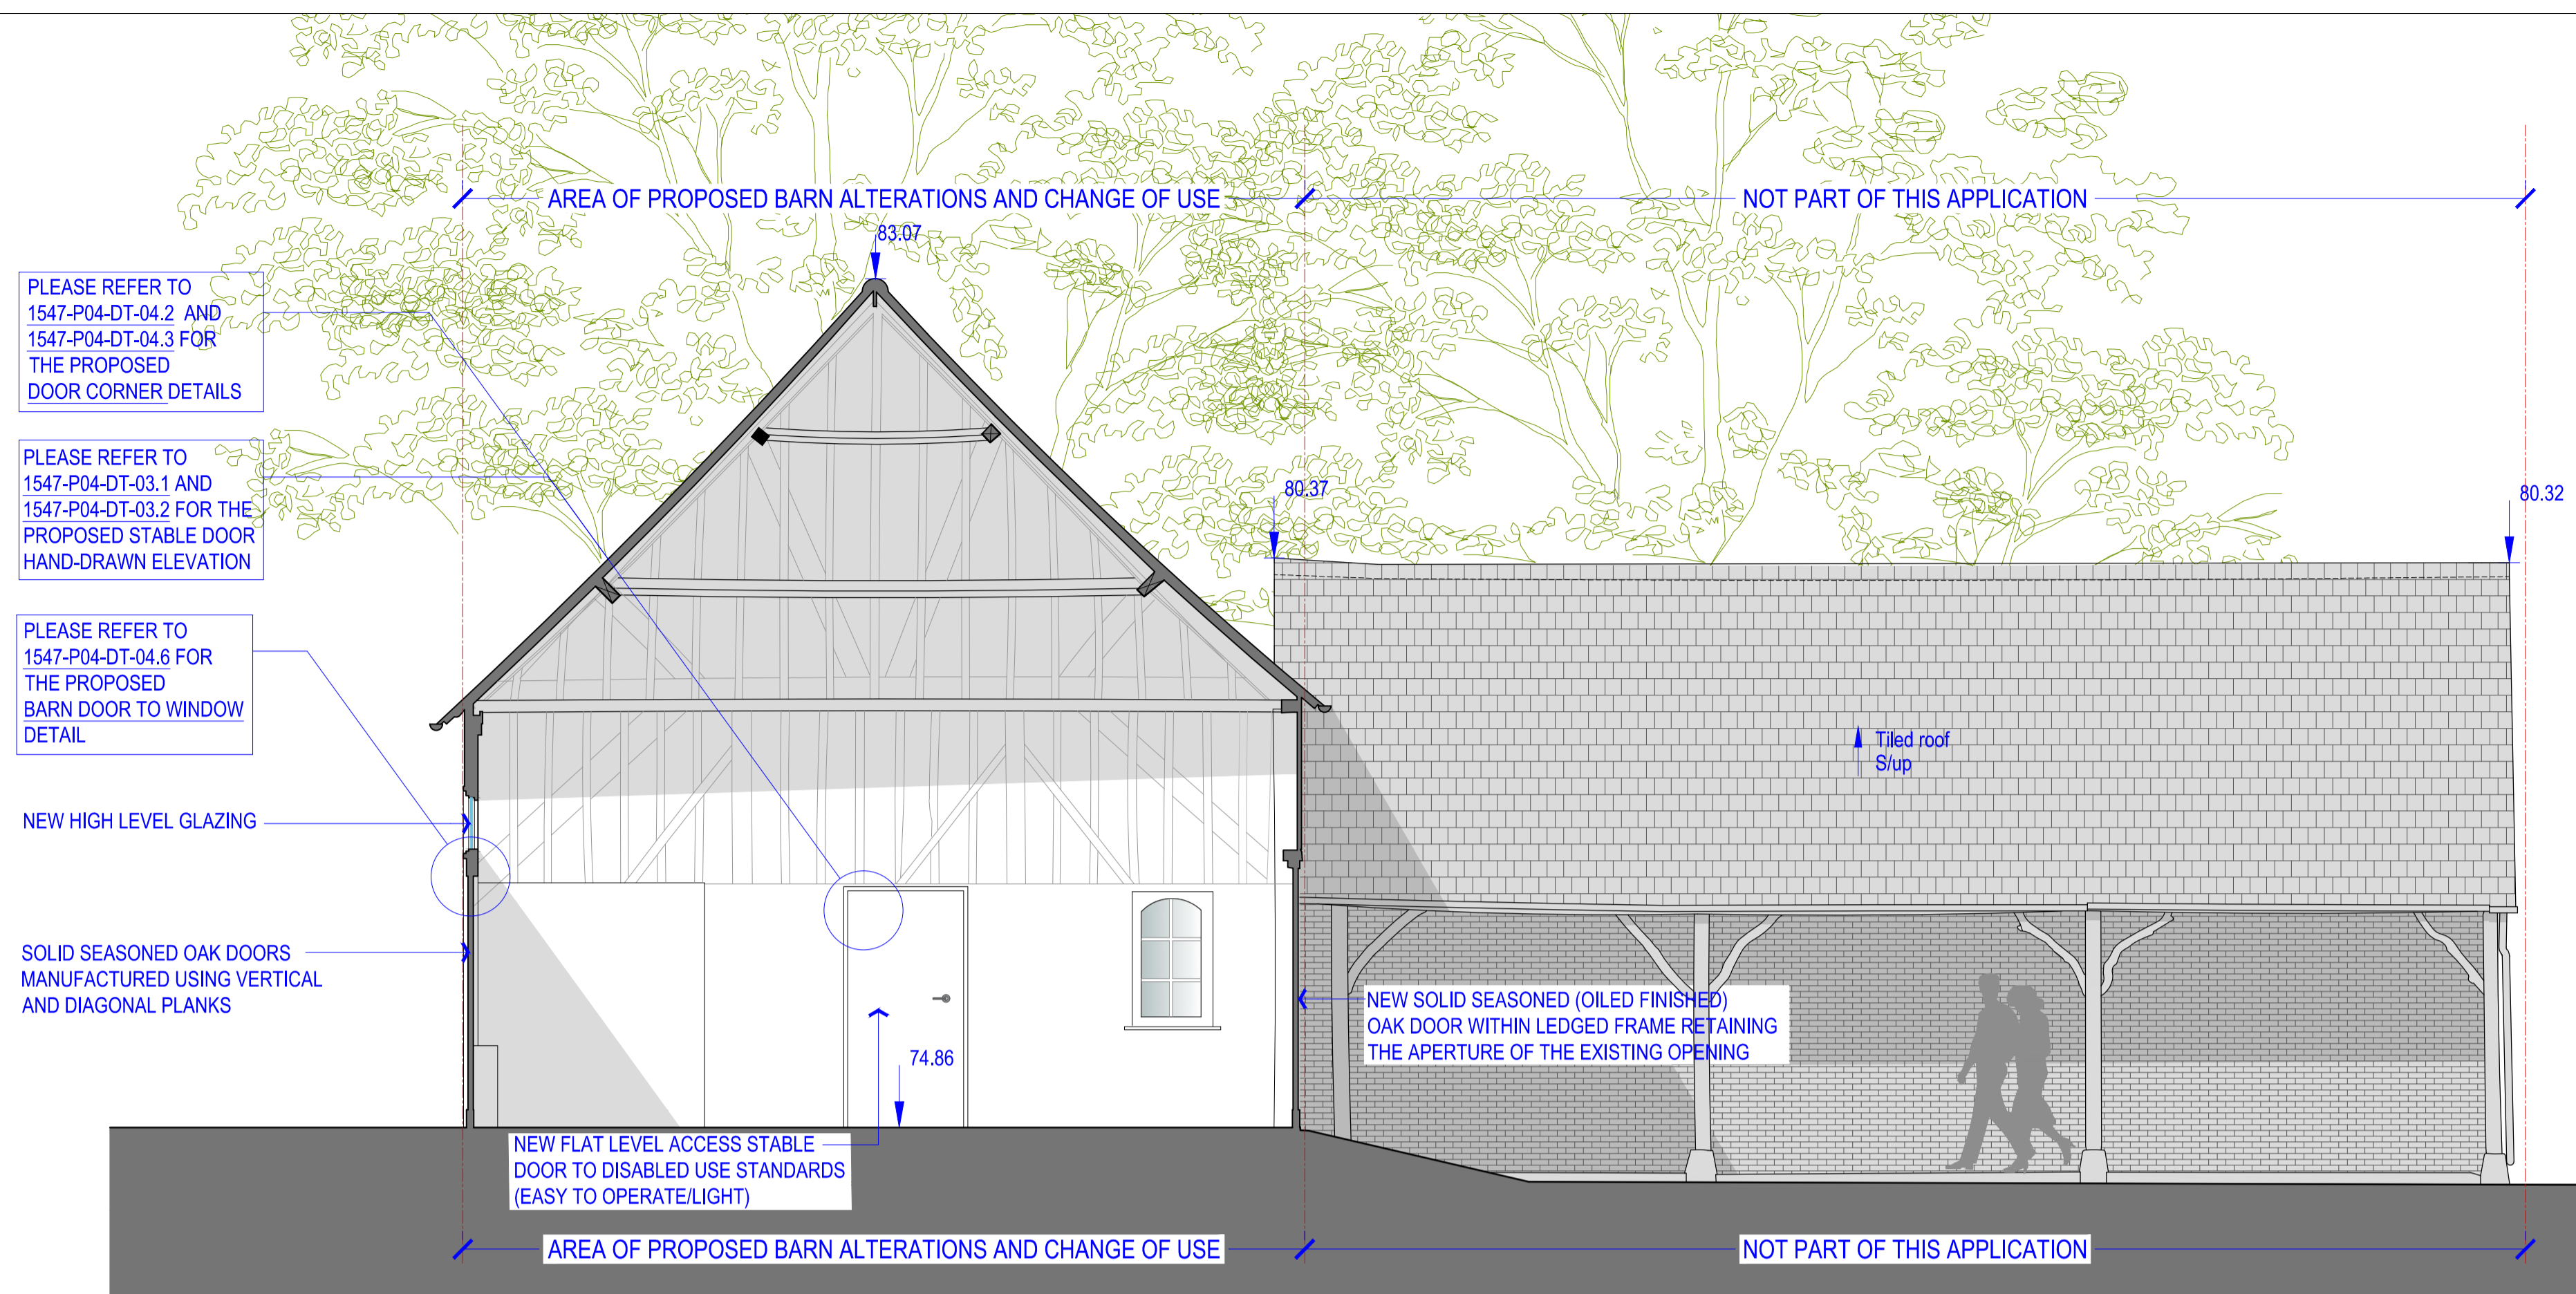 AREA OF PROPOSED BARN ALTERATIONS AND CHANGE OF USE
NOT PART OF THIS APPLICATION
83.07
PLEASE REFER TO
1547-P04-DT-04.2 AND
1547-P04-DT-04.3 FOR
THE PROPOSED
DOOR CORNER DETAILS
PLEASE REFER TO
1547-P04-DT-03.1 AND
1547-P04-DT-03.2 FOR THE
PROPOSED STABLE DOOR
HAND-DRAWN ELEVATION
80.37
80.32
PLEASE REFER TO
1547-P04-DT-04.6 FOR
THE PROPOSED
BARN DOOR TO WINDOW
DETAIL
Tiled roof
S/up
NEW HIGH LEVEL GLAZING
SOLID SEASONED OAK DOORS
MANUFACTURED USING VERTICAL
AND DIAGONAL PLANKS
NEW SOLID SEASONED (OILED FINISHED)
OAK DOOR WITHIN LEDGED FRAME RETAINING
THE APERTURE OF THE EXISTING OPENING
74.86
NEW FLAT LEVEL ACCESS STABLE
DOOR TO DISABLED USE STANDARDS
(EASY TO OPERATE/LIGHT)
AREA OF PROPOSED BARN ALTERATIONS AND CHANGE OF USE
NOT PART OF THIS APPLICATION